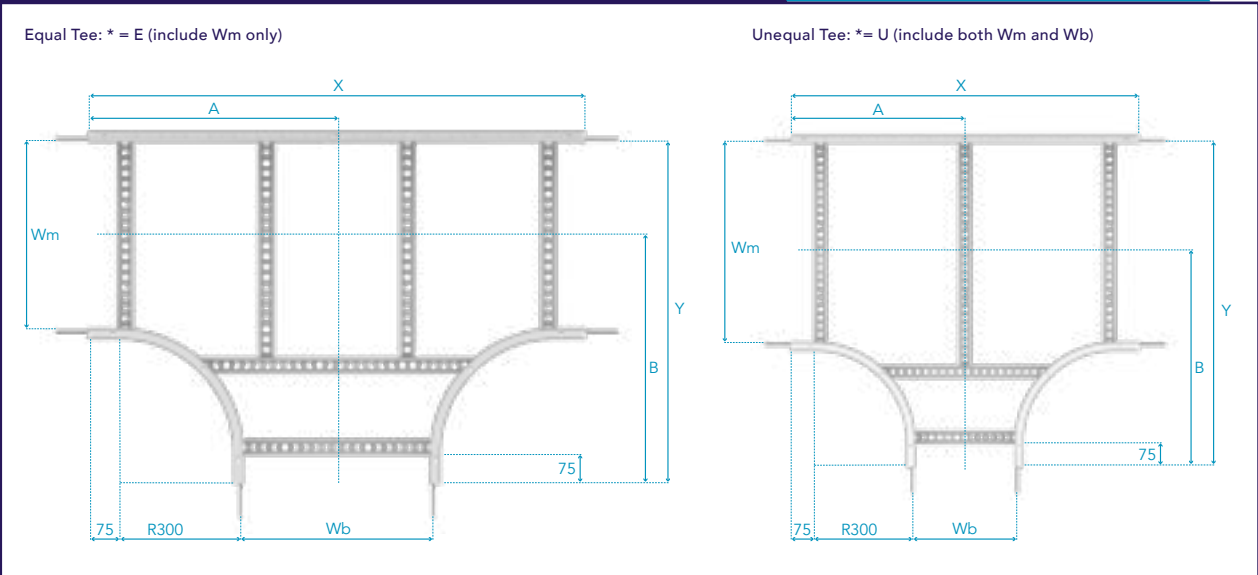 Equal Tee: * = E (include Wm only)
X
A
Wm
Y
B
75
75
R300
Wb
Unequal Tee: *= U (include both Wm and Wb)
X
A
Wm
Y
B
75
75
R300
Wb